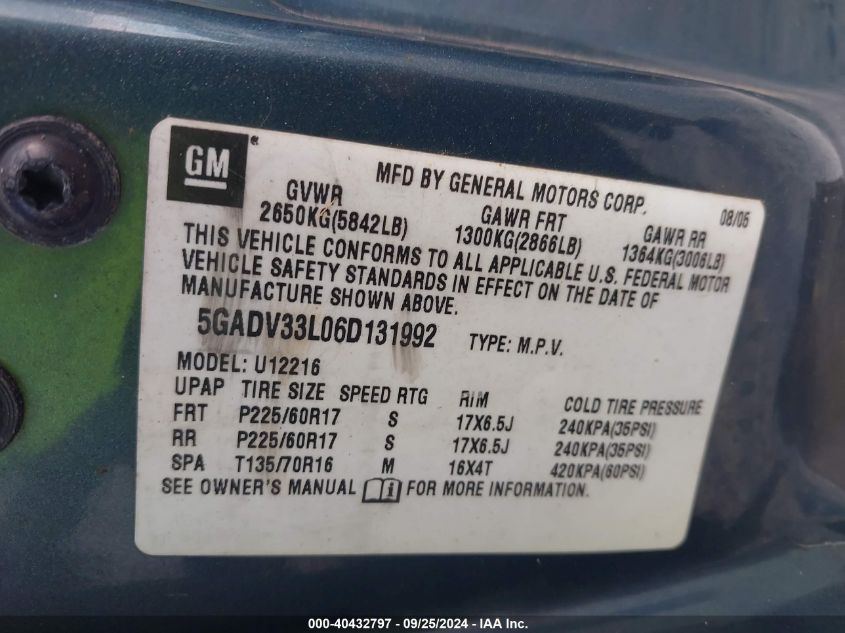 GM
MFD BY GENERAL MOTORS CORP. 08/05
GVWR GAWR FRT GAWR RR
2650KG(5842LB) 1300KG(2866LB) 1364KG(3006LB)
THIS VEHICLE CONFORMS TO ALL APPLICABLE U.S. FEDERAL MOTOR
VEHICLE SAFETY STANDARDS IN EFFECT ON THE DATE OF
MANUFACTURE SHOWN ABOVE.
5GADV33L06D131992 TYPE: M.P.V.
MODEL: U12216
UPAP TIRE SIZE SPEED RTG RIM COLD TIRE PRESSURE
FRT P225/60R17 S 17X6.5J 240KPA(35PSI)
RR P225/60R17 S 17X6.5J 240KPA(35PSI)
SPA T135/70R16 M 16X4T 420KPA(60PSI)
SEE OWNER'S MANUAL FOR MORE INFORMATION.
000-40432797 - 09/25/2024 - IAA Inc.